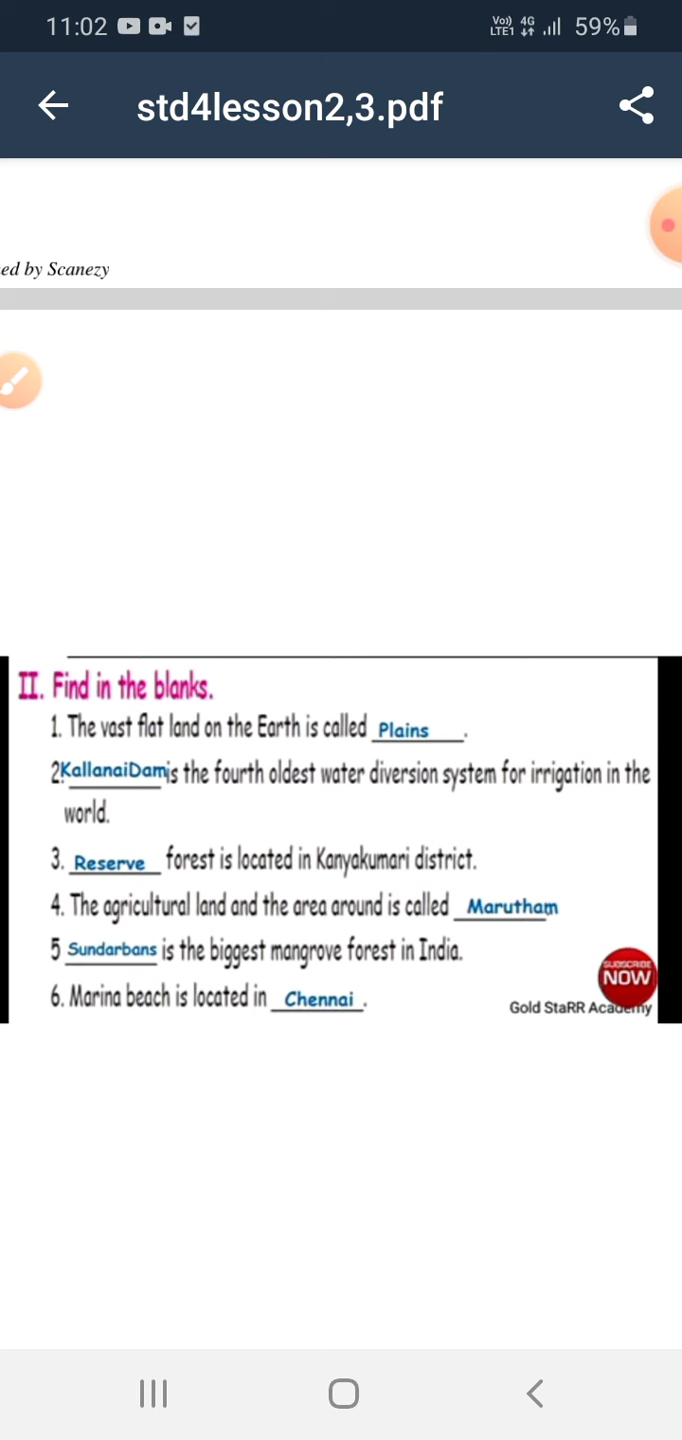 11:02
Vo)) 4G
LTE1
59%
std4lesson2,3.pdf
ed by Scanezy
II. Find in the blanks.
1. The vast flat land on the Earth is called Plains.
2.KallanaiDam is the fourth oldest water diversion system for irrigation in the
world.
3. Reserve forest is located in Kanyakumari district.
4. The agricultural land and the area around is called Marutham
5 Sundarbans is the biggest mangrove forest in India.
6. Marina beach is located in Chennai.
SUBSCRIBE
NOW
Gold StaRR Academy